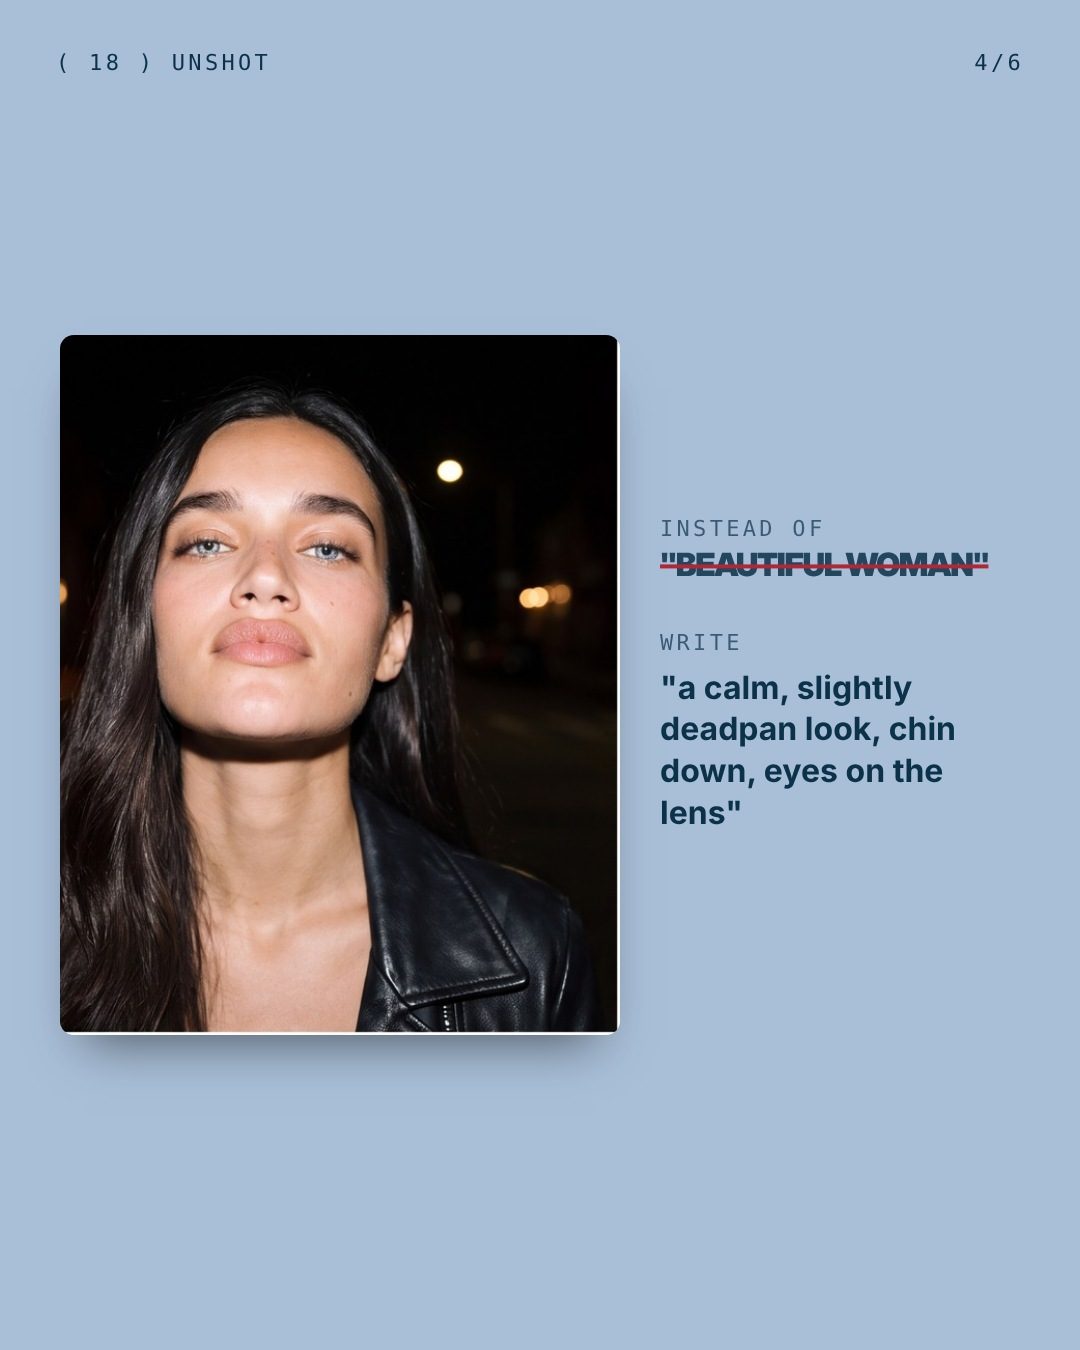 ( 18 ) UNSHOT
4/6
INSTEAD OF
"BEAUTIFUL WOMAN"
WRITE
"a calm, slightly
deadpan look, chin
down, eyes on the
lens"